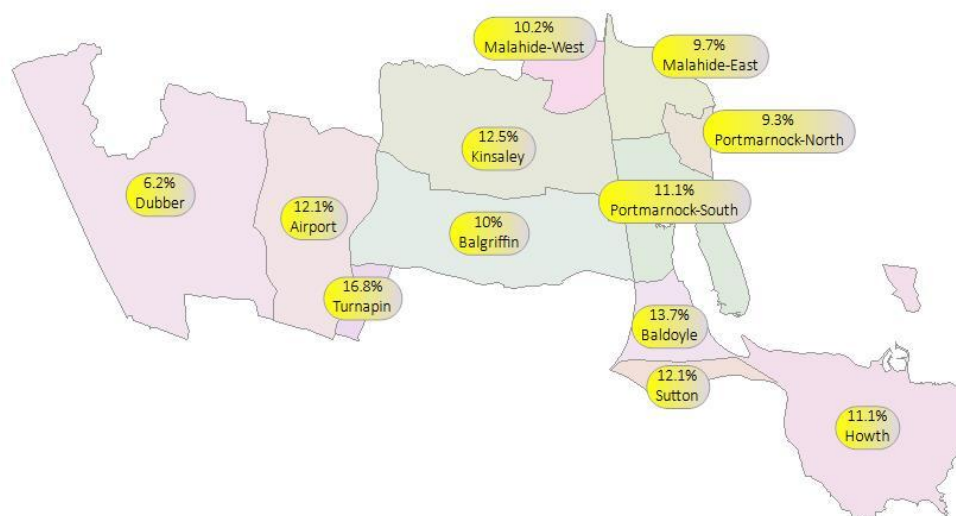 10.2%
Malahide-West
9.7%
Malahide-East
9.3%
Portmarnock-North
12.5%
Kinsaley
6.2%
Dubber
11.1%
Portmarnock-South
12.1%
Airport
10%
Balgriffin
16.8%
Turnapin
13.7%
Baldoyle
12.1%
Sutton
11.1%
Howth